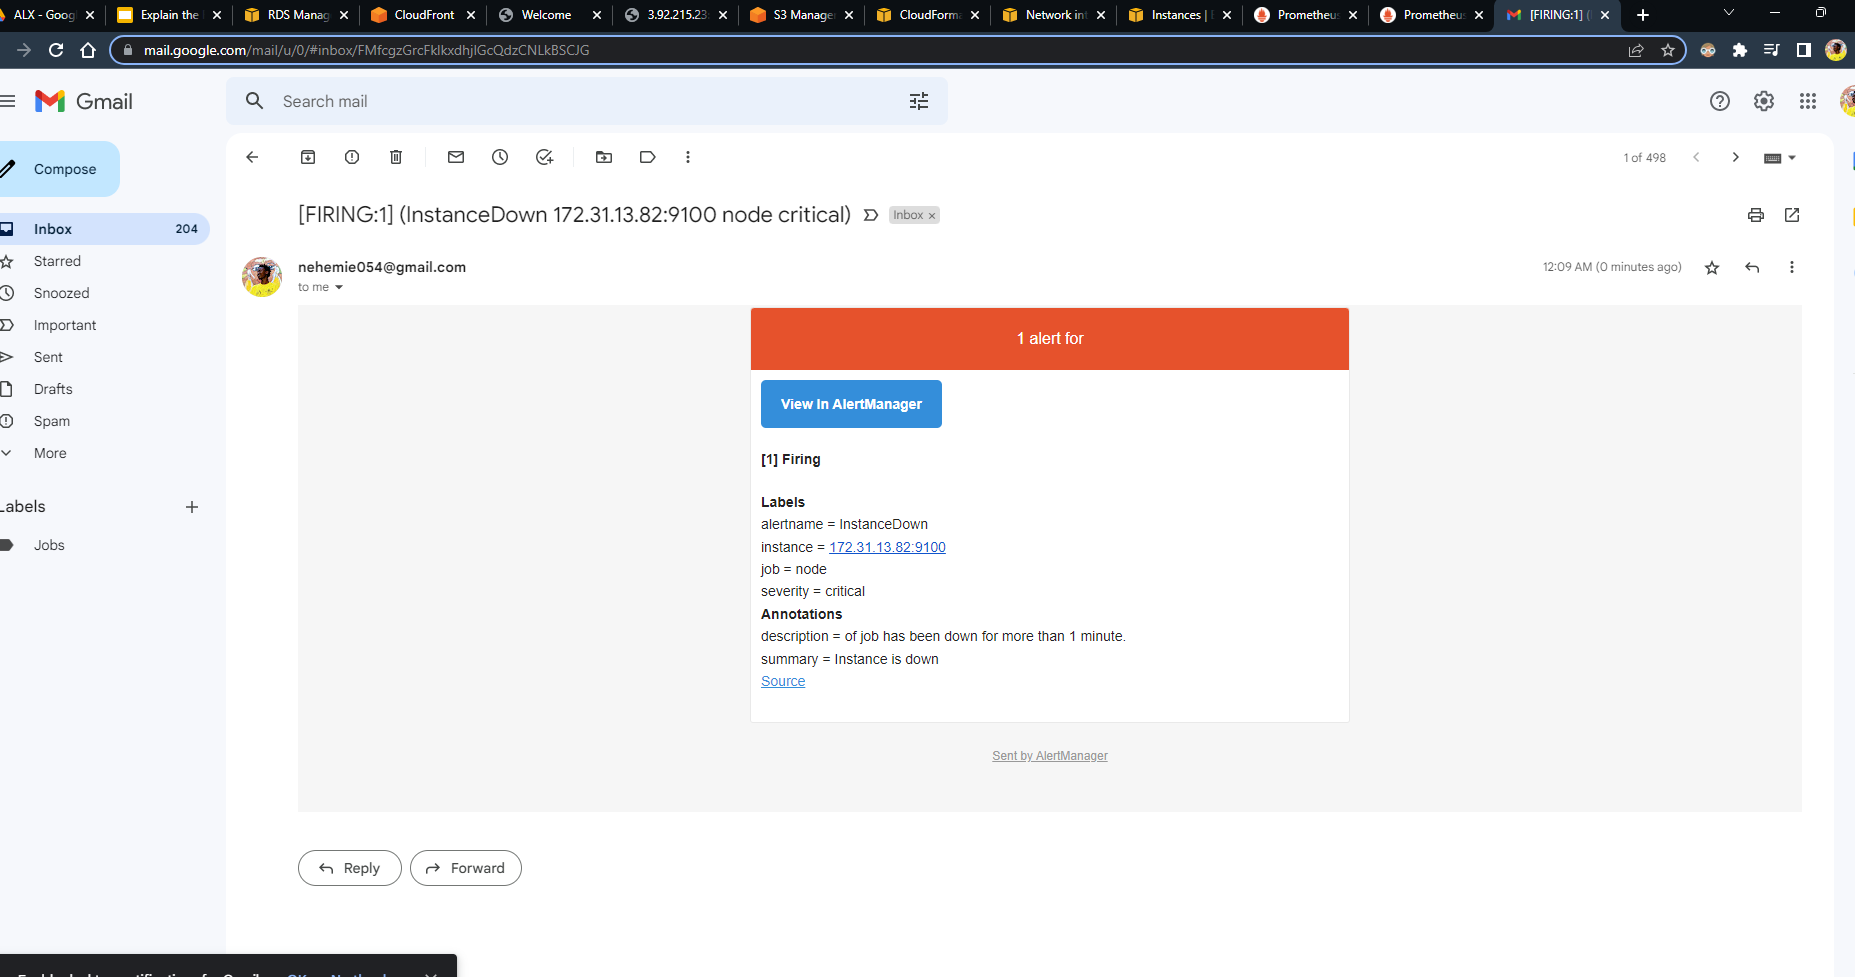 ALX - Goog
Explain the
RDS Manag
CloudFront
Welcome
3.92.215.23
S3 Manage
CloudForma
Network int
Instances |
Prometheus
Prometheus
[FIRING:1] (
mail.google.com/mail/u/0/#inbox/FMfcgzGrcFklkxdhjlGcQdzCNLkBSCJG
Gmail
Search mail
Compose
1 of 498
[FIRING:1] (InstanceDown 172.31.13.82:9100 node critical)
Inbox ×
Inbox 204
Starred
Snoozed
Important
Sent
Drafts
Spam
More
Labels
Jobs
nehemie054@gmail.com
12:09 AM (0 minutes ago)
to me
1 alert for
View In AlertManager
[1] Firing
Labels
alertname = InstanceDown
instance = 172.31.13.82:9100
job = node
severity = critical
Annotations
description = of job has been down for more than 1 minute.
summary = Instance is down
Source
Sent by AlertManager
Reply
Forward